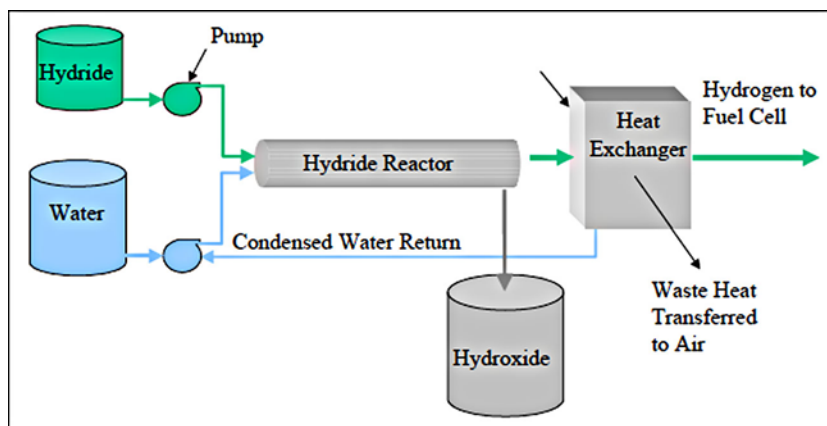 Pump
Hydride
Hydrogen to
Fuel Cell
Heat
Exchanger
Hydride Reactor
Water
Condensed Water Return
Waste Heat
Transferred
to Air
Hydroxide